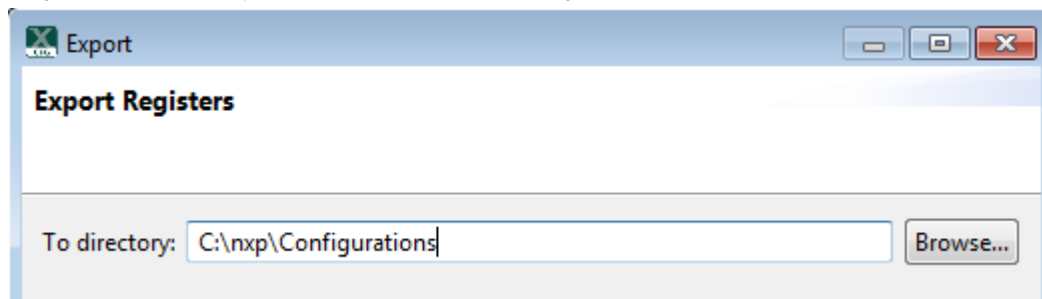 Export
Export Registers
To directory: C:\nxp\Configurations Browse...